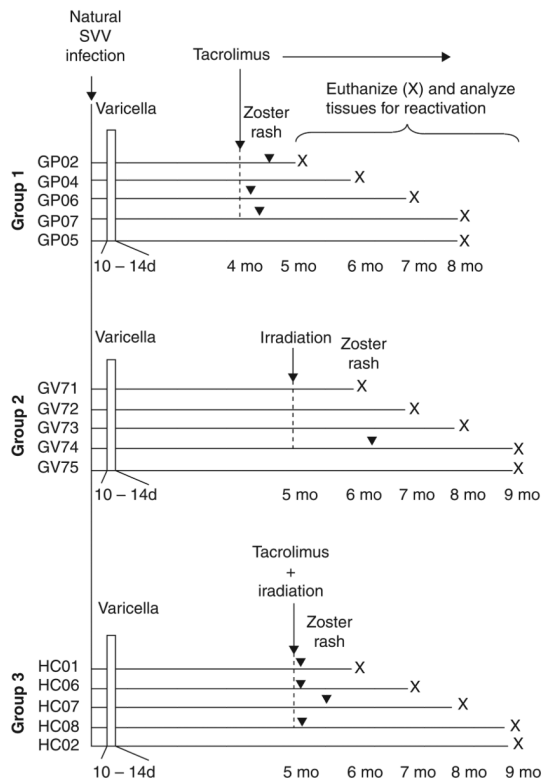 Natural
SVV
infection
Tacrolimus
Euthanize (X) and analyze
tissues for reactivation
Varicella
Zoster
rash
Group 1
GP02 X
GP04 X
GP06 X
GP07 X
GP05 X
10 – 14d 4 mo 5 mo 6 mo 7 mo 8 mo
Varicella
Irradiation
Zoster
rash
Group 2
GV71 X
GV72 X
GV73 X
GV74 X
GV75 X
10 – 14d 5 mo 6 mo 7 mo 8 mo 9 mo
Tacrolimus
+
iradiation
Varicella
Zoster
rash
Group 3
HC01 X
HC06 X
HC07 X
HC08 X
HC02 X
10 – 14d 5 mo 6 mo 7 mo 8 mo 9 mo